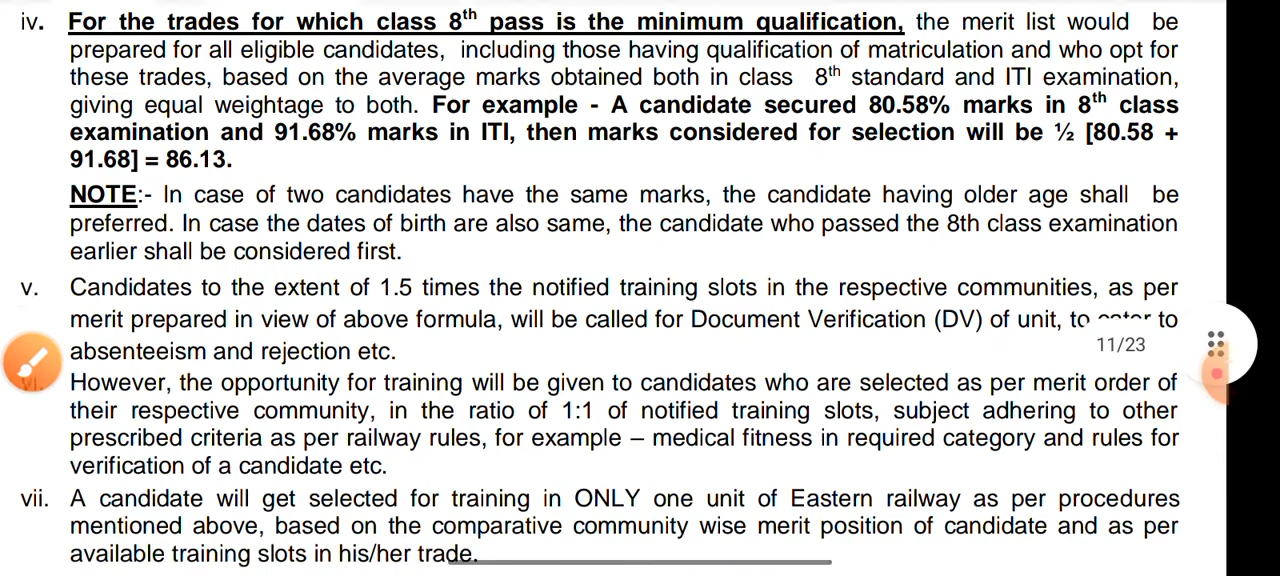 iv. For the trades for which class 8th pass is the minimum qualification, the merit list would be
prepared for all eligible candidates, including those having qualification of matriculation and who opt for
these trades, based on the average marks obtained both in class 8th standard and ITI examination,
giving equal weightage to both. For example - A candidate secured 80.58% marks in 8th class
examination and 91.68% marks in ITI, then marks considered for selection will be ½ [80.58 +
91.68] = 86.13.
NOTE:- In case of two candidates have the same marks, the candidate having older age shall be
preferred. In case the dates of birth are also same, the candidate who passed the 8th class examination
earlier shall be considered first.
v. Candidates to the extent of 1.5 times the notified training slots in the respective communities, as per
merit prepared in view of above formula, will be called for Document Verification (DV) of unit, to to
11/23
absenteeism and rejection etc.
vi. However, the opportunity for training will be given to candidates who are selected as per merit order of
their respective community, in the ratio of 1:1 of notified training slots, subject adhering to other
prescribed criteria as per railway rules, for example – medical fitness in required category and rules for
verification of a candidate etc.
vii. A candidate will get selected for training in ONLY one unit of Eastern railway as per procedures
mentioned above, based on the comparative community wise merit position of candidate and as per
available training slots in his/her trade.